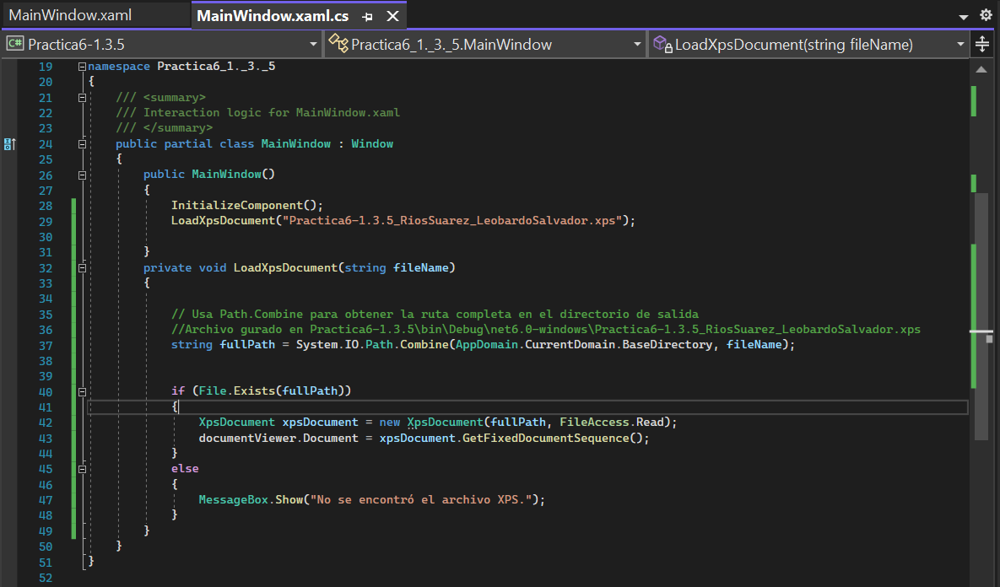 MainWindow.xaml
MainWindow.xaml.cs
C# Practica6-1.3.5
Practica6_1._3._5.MainWindow
LoadXpsDocument(string fileName)
19 namespace Practica6_1._3._5
20 {
21 /// <summary>
22 /// Interaction logic for MainWindow.xaml
23 /// </summary>
24 public partial class MainWindow : Window
25 {
26 public MainWindow()
27 {
28 InitializeComponent();
29 LoadXpsDocument("Practica6-1.3.5_RiosSuarez_LeobardoSalvador.xps");
30
31 }
32 private void LoadXpsDocument(string fileName)
33 {
34
35 // Usa Path.Combine para obtener la ruta completa en el directorio de salida
36 //Archivo gurado en Practica6-1.3.5\bin\Debug\net6.0-windows\Practica6-1.3.5_RiosSuarez_LeobardoSalvador.xps
37 string fullPath = System.IO.Path.Combine(AppDomain.CurrentDomain.BaseDirectory, fileName);
38
39
40 if (File.Exists(fullPath))
41 {
42 XpsDocument xpsDocument = new XpsDocument(fullPath, FileAccess.Read);
43 documentViewer.Document = xpsDocument.GetFixedDocumentSequence();
44 }
45 else
46 {
47 MessageBox.Show("No se encontró el archivo XPS.");
48 }
49 }
50 }
51 }
52